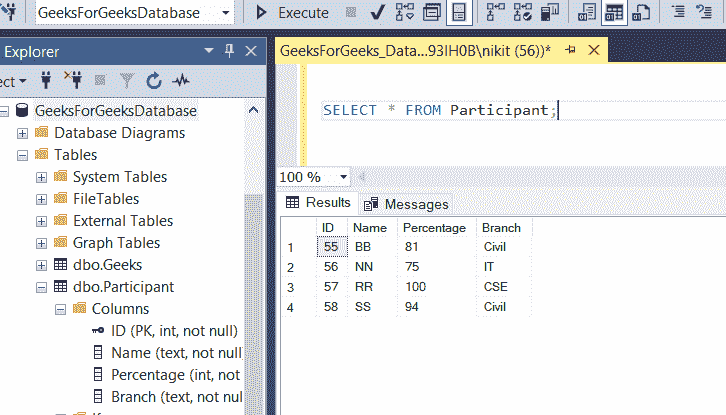 GeeksForGeeksDatabase Execute
Explorer
GeeksForGeeks_Data...93IH0B\nikit (56))*
GeeksForGeeksDatabase
Database Diagrams
Tables
System Tables
FileTables
External Tables
Graph Tables
dbo.Geeks
dbo.Participant
Columns
ID (PK, int, not null)
Name (text, not null)
Percentage (int, not
Branch (text, not null
SELECT * FROM Participant;
100 %
Results Messages
ID Name Percentage Branch
1 55 BB 81 Civil
2 56 NN 75 IT
3 57 RR 100 CSE
4 58 SS 94 Civil